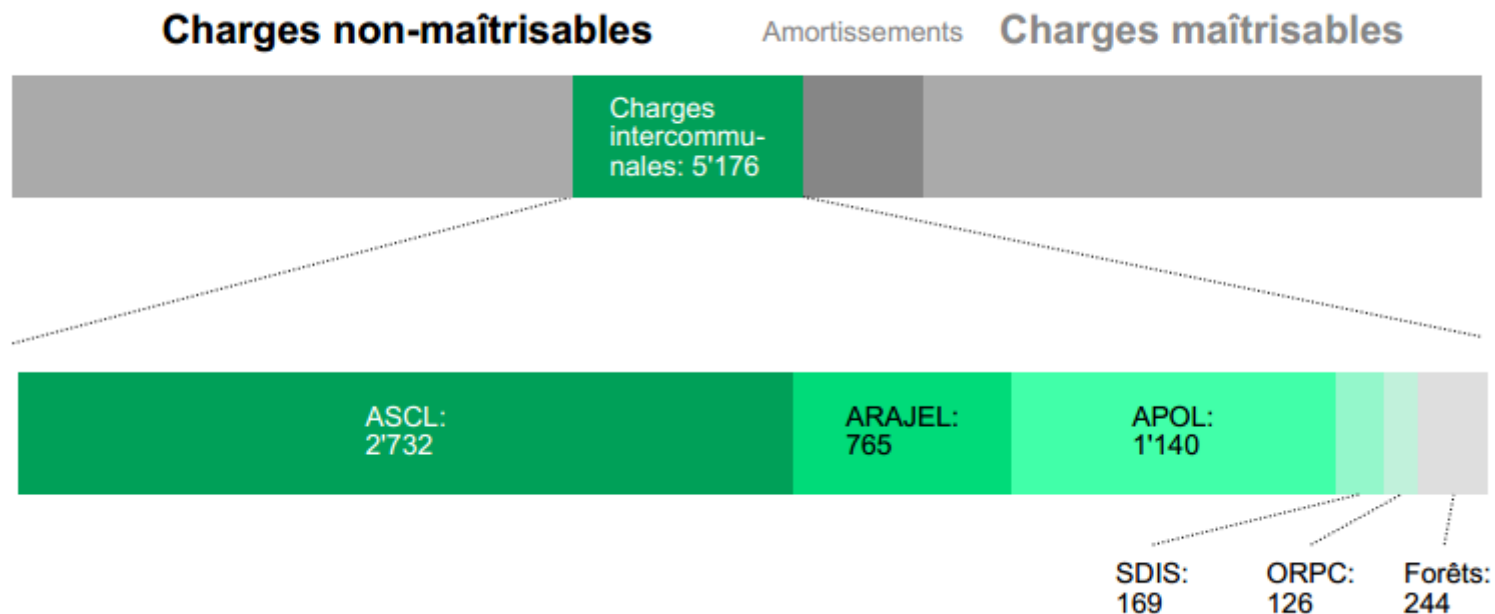 Charges non-maîtrisables
Amortissements
Charges maîtrisables
Charges
intercommu-
nales: 5'176
ASCL:
2'732
ARAJEL:
765
APOL:
1'140
SDIS:
169
ORPC:
126
Forêts:
244